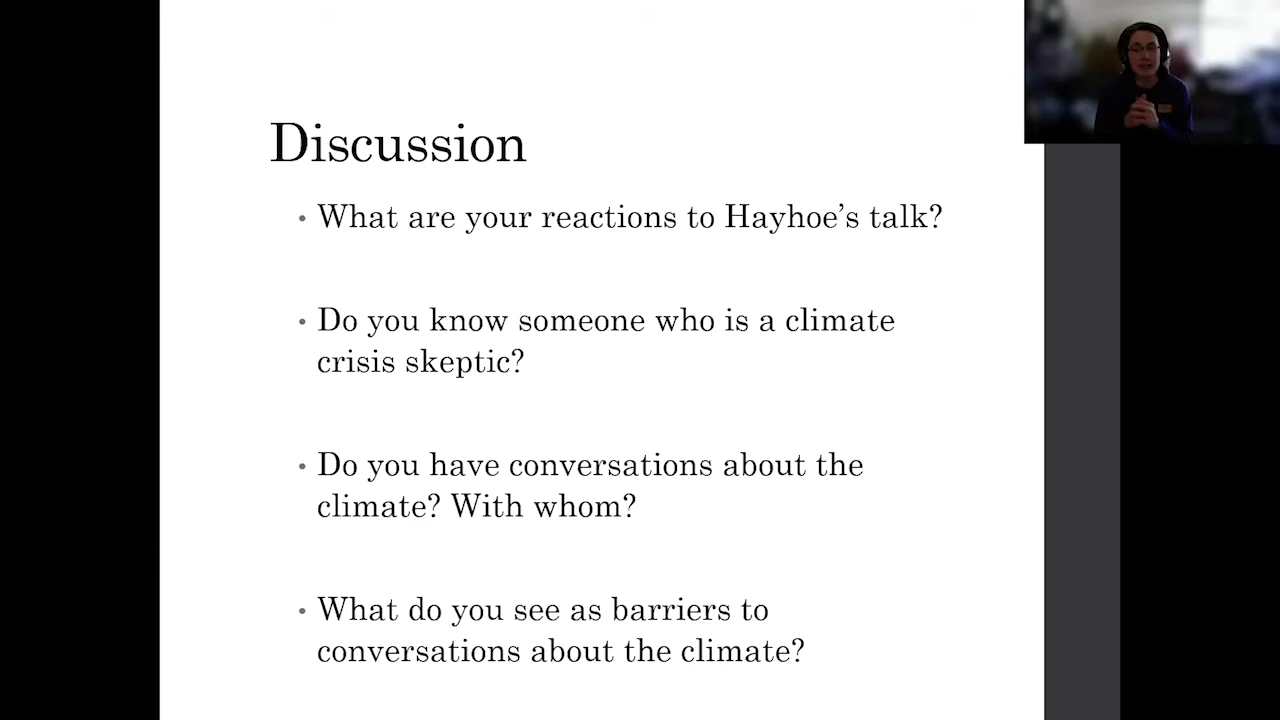 Discussion
• What are your reactions to Hayhoe’s talk?
• Do you know someone who is a climate
crisis skeptic?
• Do you have conversations about the
climate? With whom?
• What do you see as barriers to
conversations about the climate?